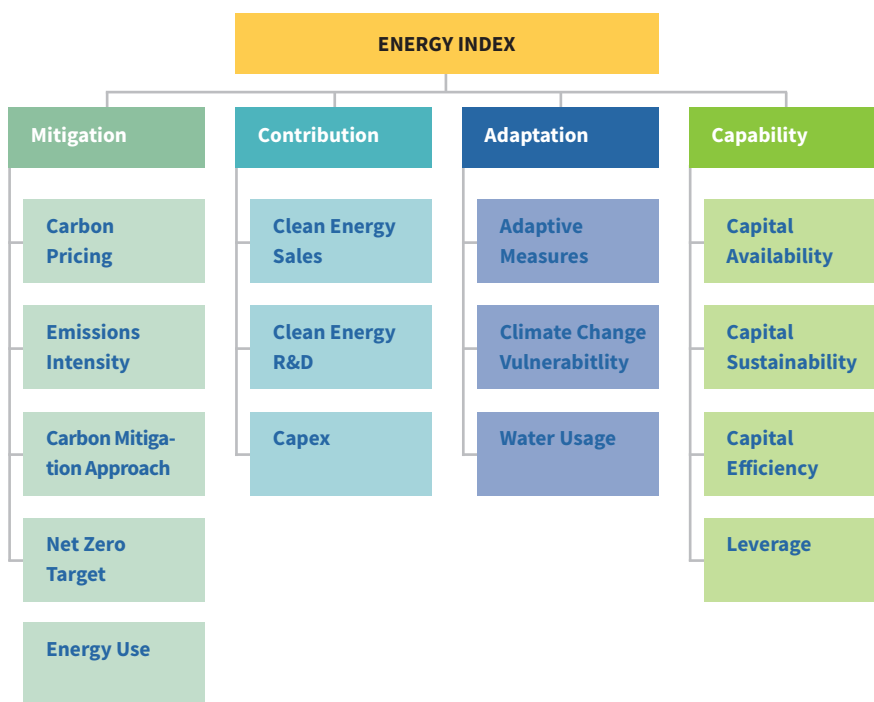 ENERGY INDEX
Mitigation
Carbon
Pricing
Emissions
Intensity
Carbon Mitiga-
tion Approach
Net Zero
Target
Energy Use
Contribution
Clean Energy
Sales
Clean Energy
R&D
Capex
Adaptation
Adaptive
Measures
Climate Change
Vulnerabitlity
Water Usage
Capability
Capital
Availability
Capital
Sustainability
Capital
Efficiency
Leverage